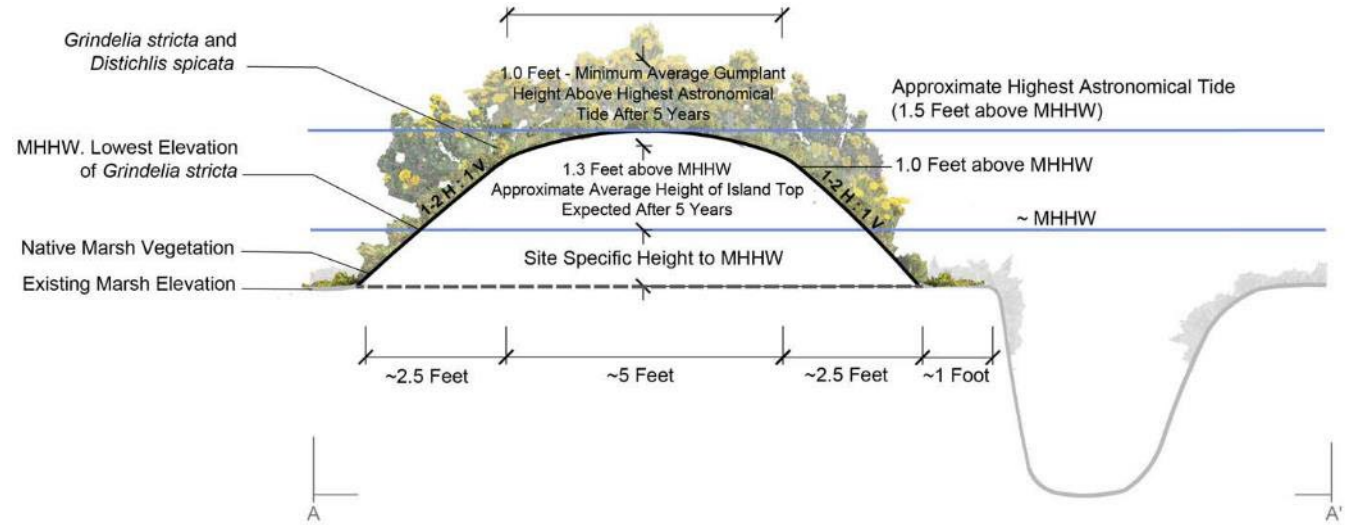 Grindelia stricta and
Distichlis spicata
1.0 Feet - Minimum Average Gumplant
Height Above Highest Astronomical
Tide After 5 Years
Approximate Highest Astronomical Tide
(1.5 Feet above MHHW)
MHHW. Lowest Elevation
of Grindelia stricta
1-2 H : 1 V
1.3 Feet above MHHW
Approximate Average Height of Island Top
Expected After 5 Years
1-2 H : 1 V
1.0 Feet above MHHW
~ MHHW
Native Marsh Vegetation
Site Specific Height to MHHW
Existing Marsh Elevation
~2.5 Feet
~5 Feet
~2.5 Feet
~1 Foot
A
A'